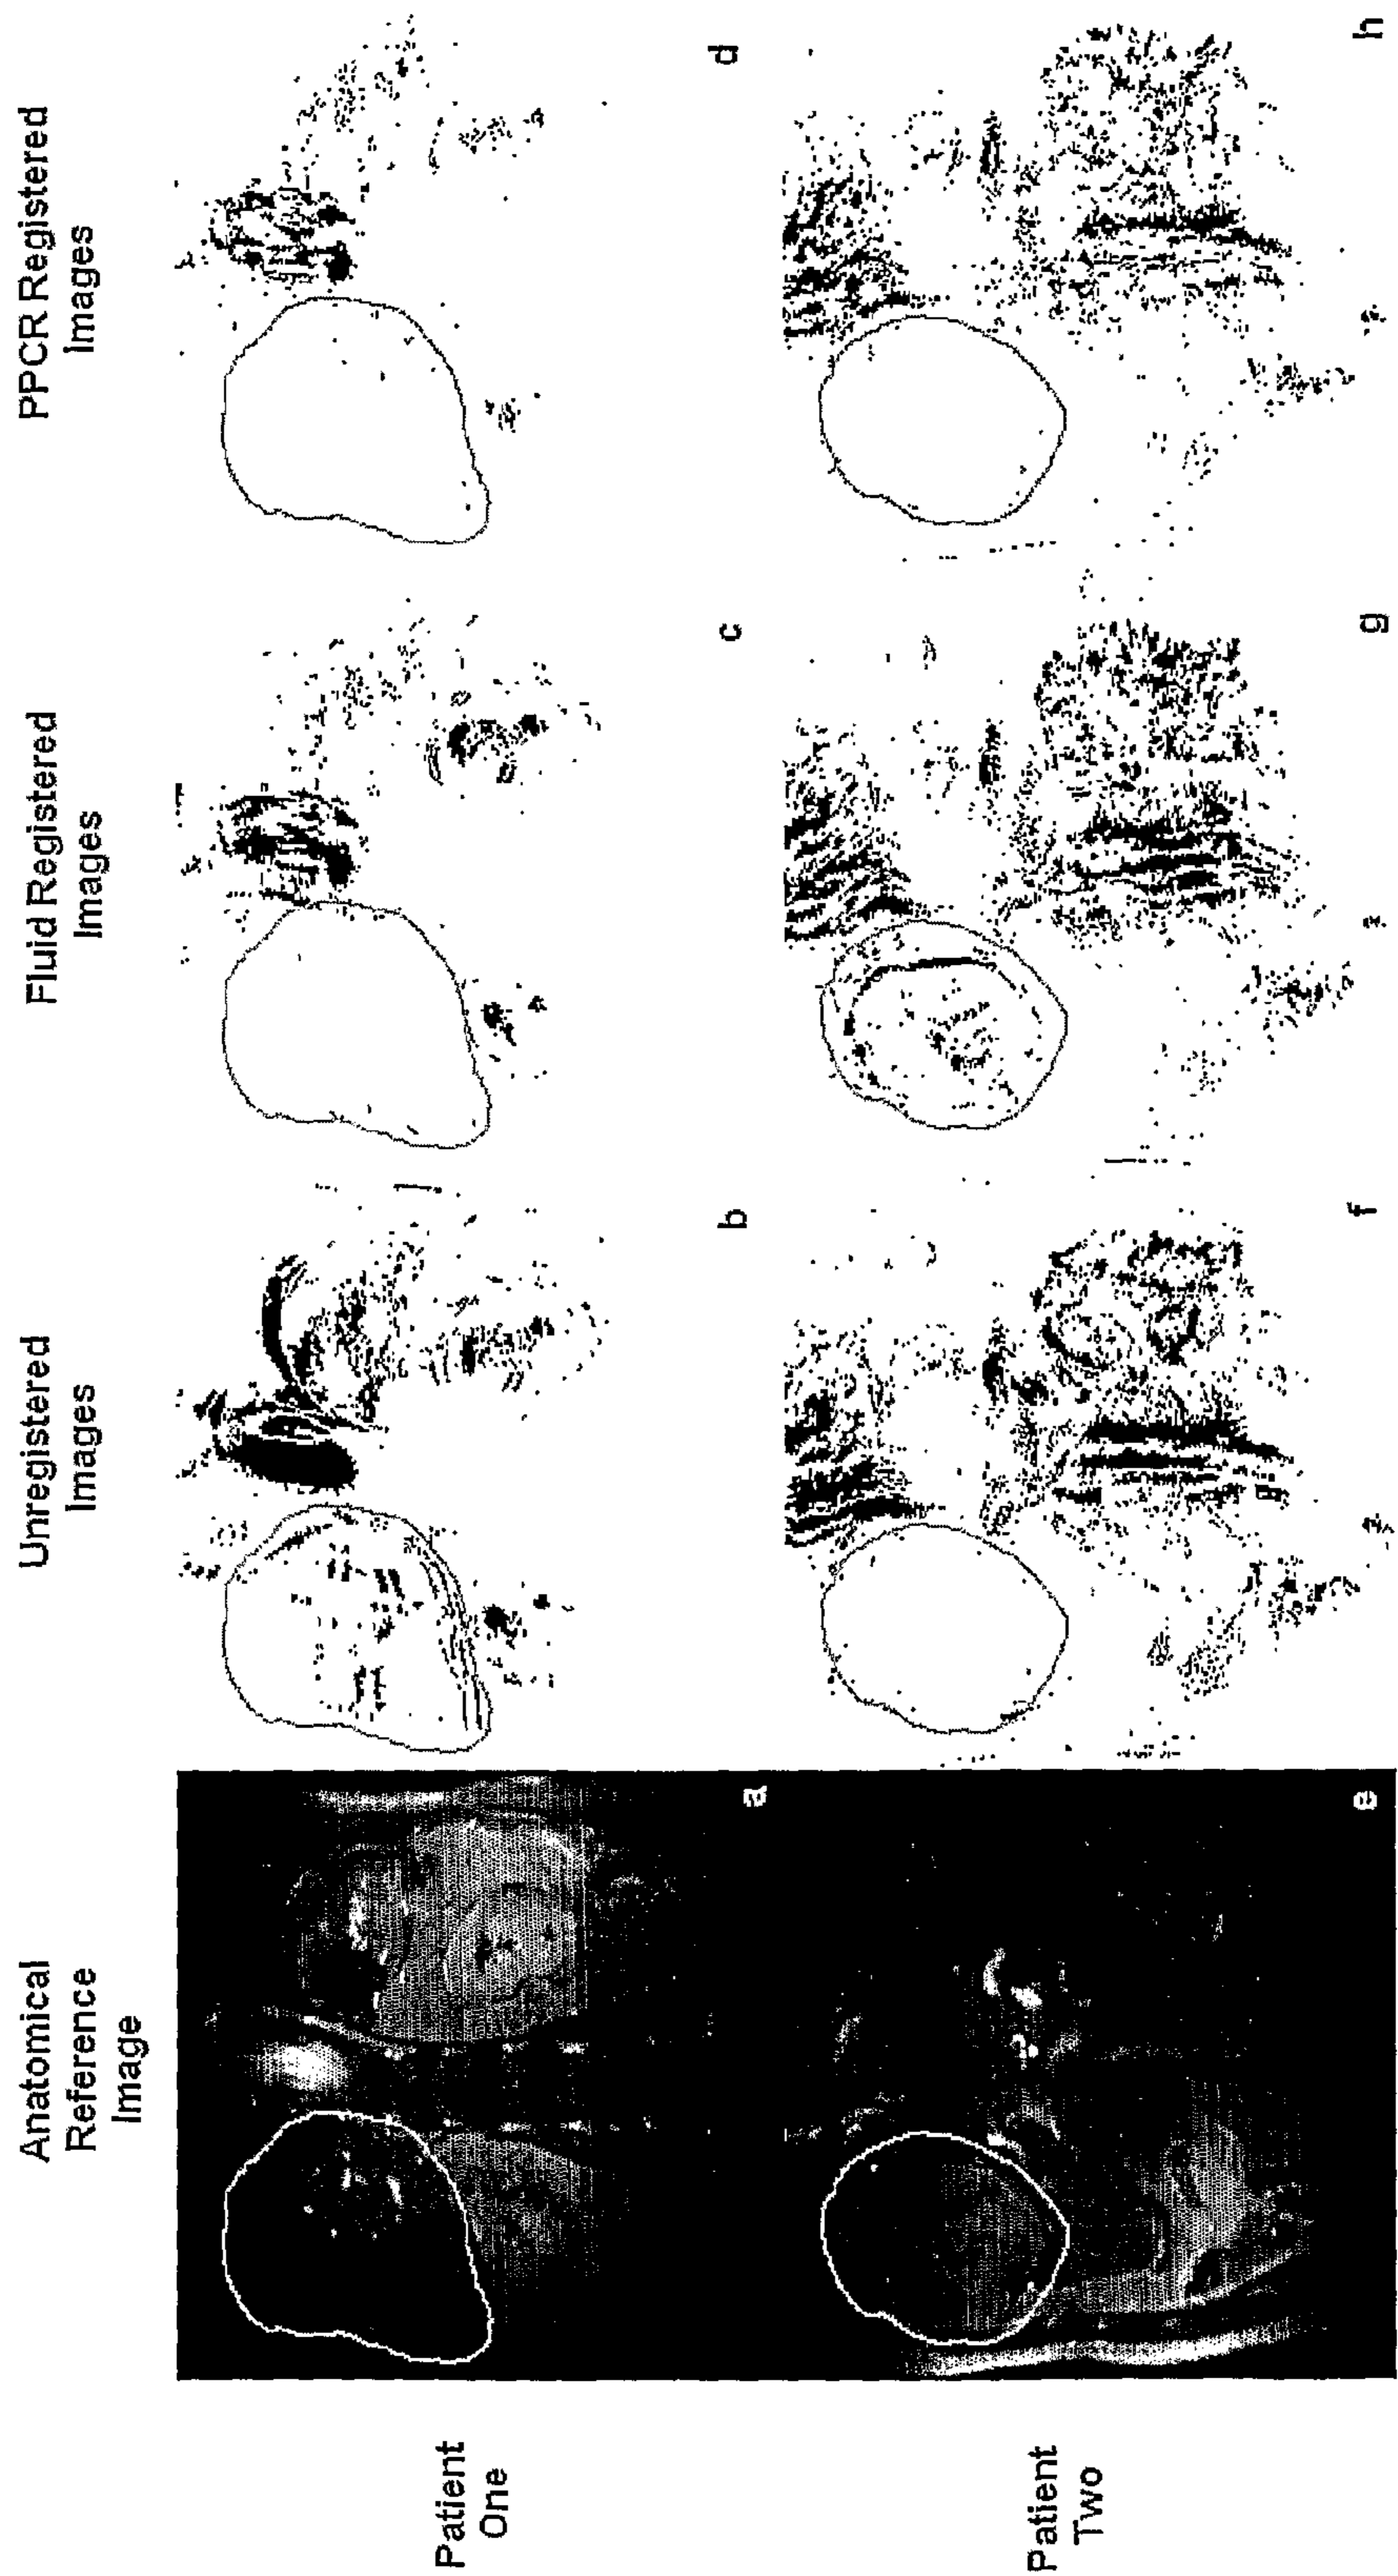 Anatomical
Reference
Image
Unregistered
Images
Fluid Registered
Images
PPCR Registered
Images
Patient
One
a
b
c
d
Patient
Two
e
f
g
h